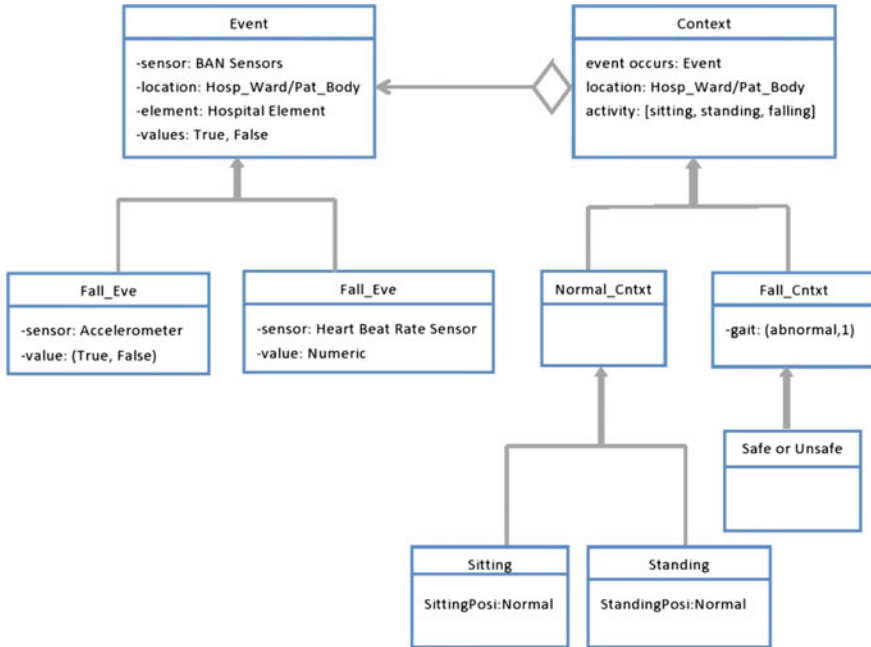 Event
-sensor: BAN Sensors
-location: Hosp_Ward/Pat_Body
-element: Hospital Element
-values: True, False
Context
event occurs: Event
location: Hosp_Ward/Pat_Body
activity: [sitting, standing, falling]
Fall_Eve
-sensor: Accelerometer
-value: (True, False)
Fall_Eve
-sensor: Heart Beat Rate Sensor
-value: Numeric
Normal_Cntxt
Fall_Cntxt
-gait: (abnormal,1)
Safe or Unsafe
Sitting
SittingPosi:Normal
Standing
StandingPosi:Normal